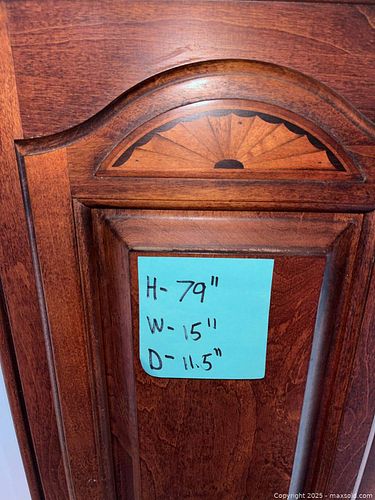 H- 79"
W- 15"
D- 11.5"
Copyright © 2025 - maxsold.com